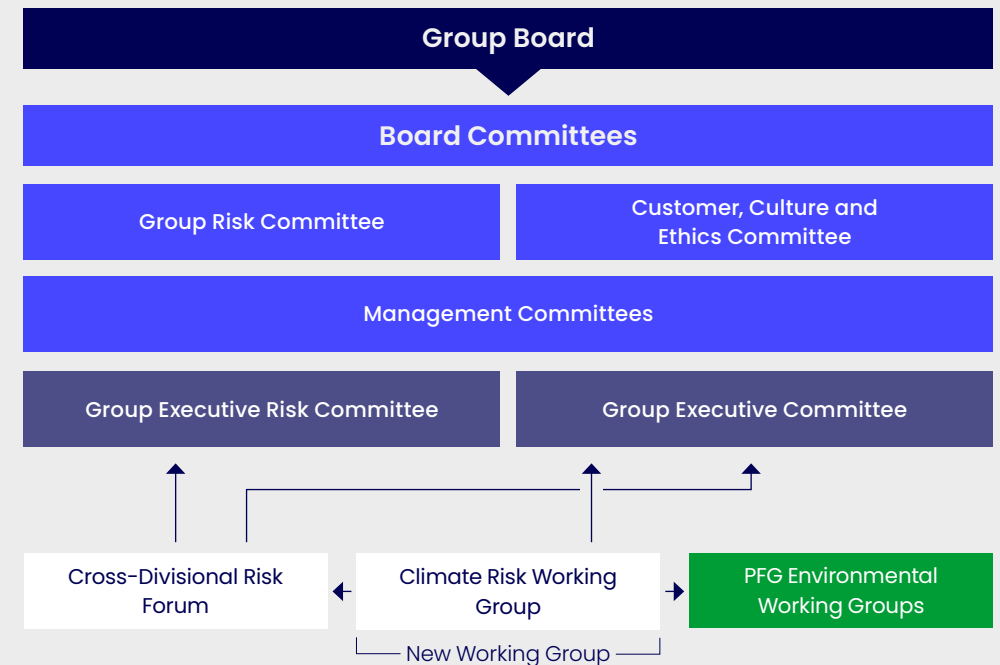 Group Board
Board Committees
Group Risk Committee
Customer, Culture and
Ethics Committee
Management Committees
Group Executive Risk Committee
Group Executive Committee
Cross-Divisional Risk
Forum
Climate Risk Working
Group
PFG Environmental
Working Groups
New Working Group